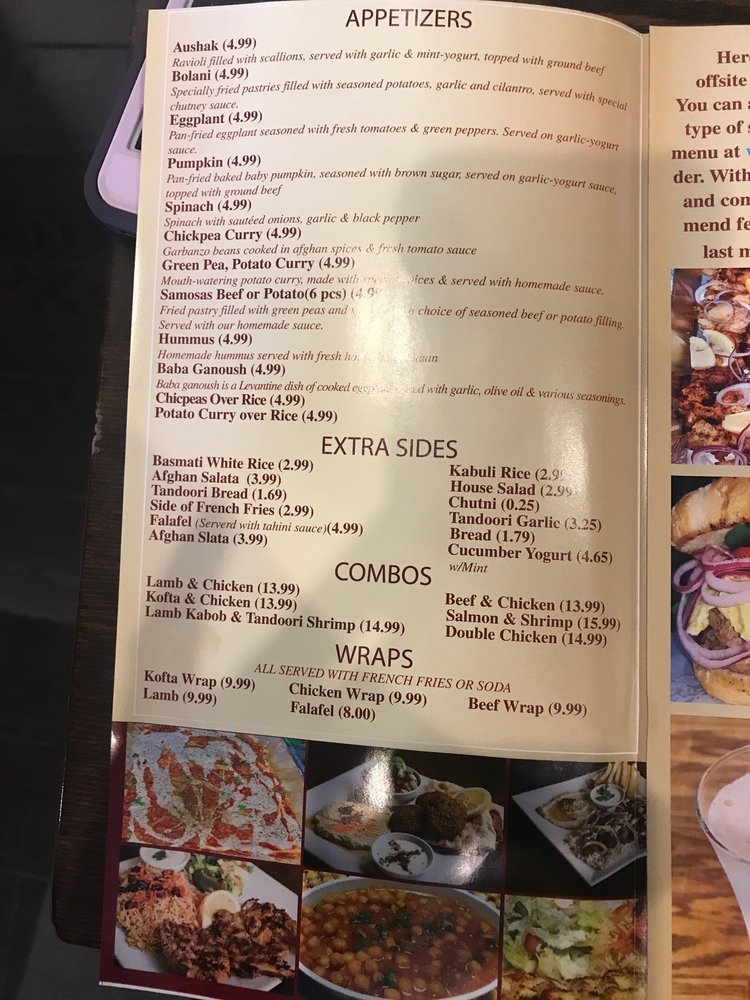 APPETIZERS
Aushak (4.99)
Ravioli filled with scallions, served with garlic & mint-yogurt, topped with ground beef
Bolani (4.99)
Specially fried pastries filled with seasoned potatoes, garlic and cilantro, served with special
chutney sauce.
Eggplant (4.99)
Pan-fried eggplant seasoned with fresh tomatoes & green peppers. Served on garlic-yogurt
sauce.
Pumpkin (4.99)
Pan-fried baked baby pumpkin, seasoned with brown sugar, served on garlic-yogurt sauce,
topped with ground beef
Spinach (4.99)
Spinach with sautéed onions, garlic & black pepper
Chickpea Curry (4.99)
Garbanzo beans cooked in afghan spices & fresh tomato sauce
Green Pea, Potato Curry (4.99)
Mouth-watering potato curry, made with special spices & served with homemade sauce.
Samosas Beef or Potato(6 pcs) (4.99
Fried pastry filled with green peas and choice of seasoned beef or potato filling.
Served with our homemade sauce.
Hummus (4.99)
Homemade hummus served with fresh naan
Baba Ganoush (4.99)
Baba ganoush is a Levantine dish of cooked with garlic, olive oil & various seasonings,
Chicpeas Over Rice (4.99)
Potato Curry over Rice (4.99)
EXTRA SIDES
Basmati White Rice (2.99)
Afghan Salata (3.99)
Tandoori Bread (1.69)
Side of French Fries (2.99)
Falafel (Serverd with tahini sauce)(4.99)
Afghan Slata (3.99)
Kabuli Rice (2.99
House Salad (2.99
Chutni (0.25)
Tandoori Garlic (3.25)
Bread (1.79)
Cucumber Yogurt (4.65)
w/Mint
COMBOS
Lamb & Chicken (13.99)
Kofta & Chicken (13.99)
Lamb Kabob & Tandoori Shrimp (14.99)
Beef & Chicken (13.99)
Salmon & Shrimp (15.99)
Double Chicken (14.99)
WRAPS
ALL SERVED WITH FRENCH FRIES OR SODA
Kofta Wrap (9.99)
Lamb (9.99)
Chicken Wrap (9.99)
Falafel (8.00)
Beef Wrap (9.99)
offsite
You can
type of
menu at
der. With
and
mend
last